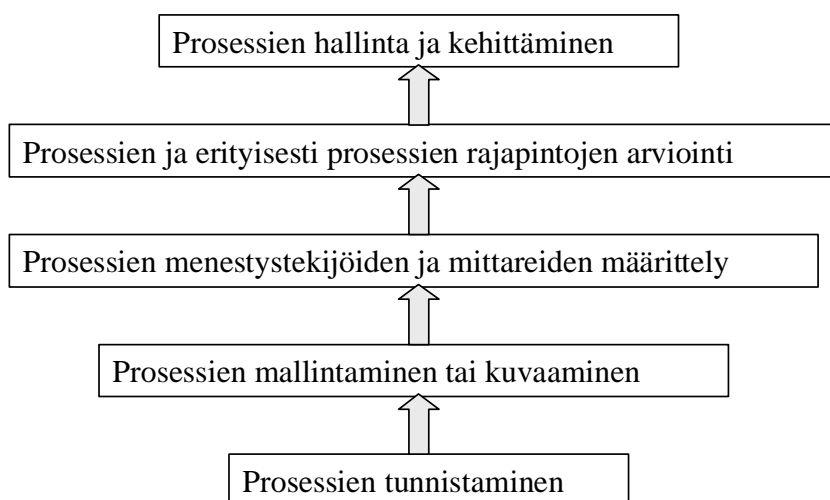 Prosessien hallinta ja kehittäminen
Prosessien ja erityisesti prosessien rajapintojen arviointi
Prosessien menestystekijöiden ja mittareiden määrittely
Prosessien mallintaminen tai kuvaaminen
Prosessien tunnistaminen